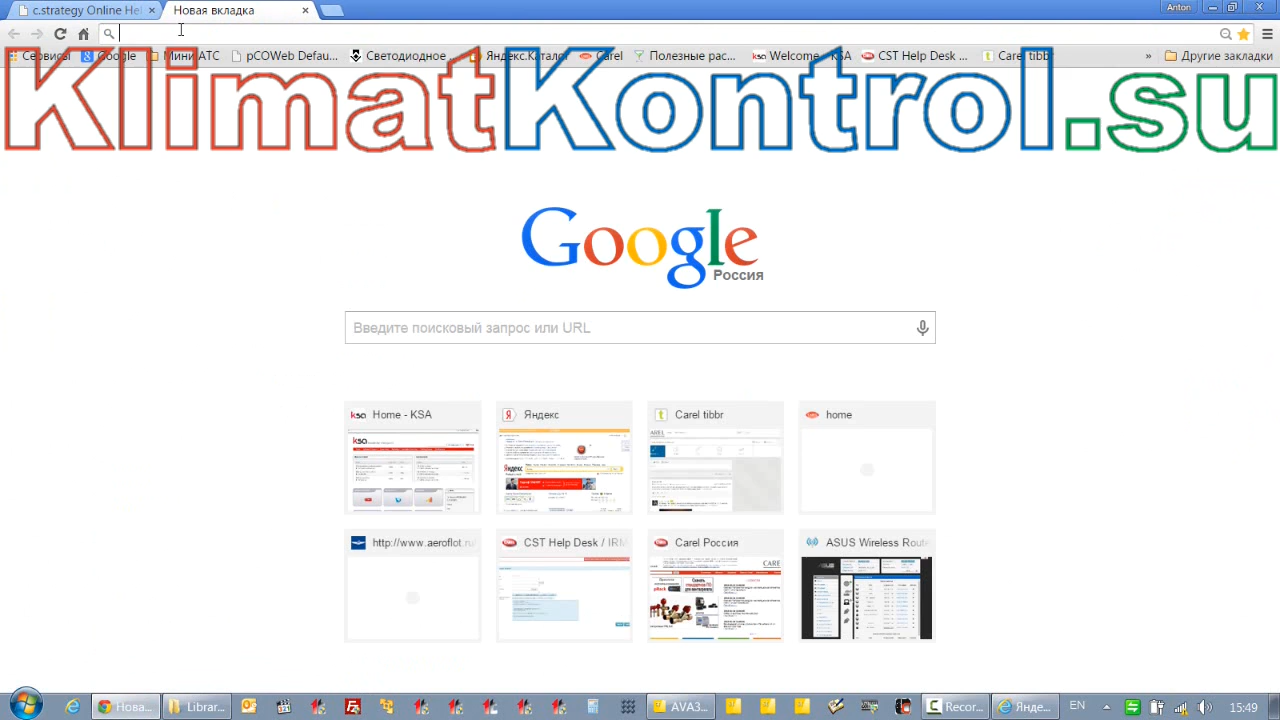 c.strategy Online Hel
Новая вкладка
Anton
Сервисы
Google
Мини АТС
pCOWeb Defau...
Светодиодное ...
Яндекс.Каталог
Carel
Полезные рас...
Welcome - KSA
CST Help Desk ...
Carel tibbr
»
Другие закладки
KlimatKontrol.su
Google
Россия
Введите поисковый запрос или URL
Home - KSA
Яндекс
Carel tibbr
home
http://www.aeroflot.ru/
CST Help Desk / IRM
Carel Россия
ASUS Wireless Route
Нова...
Librar...
AVA3...
Recor...
Янде...
EN
15:49